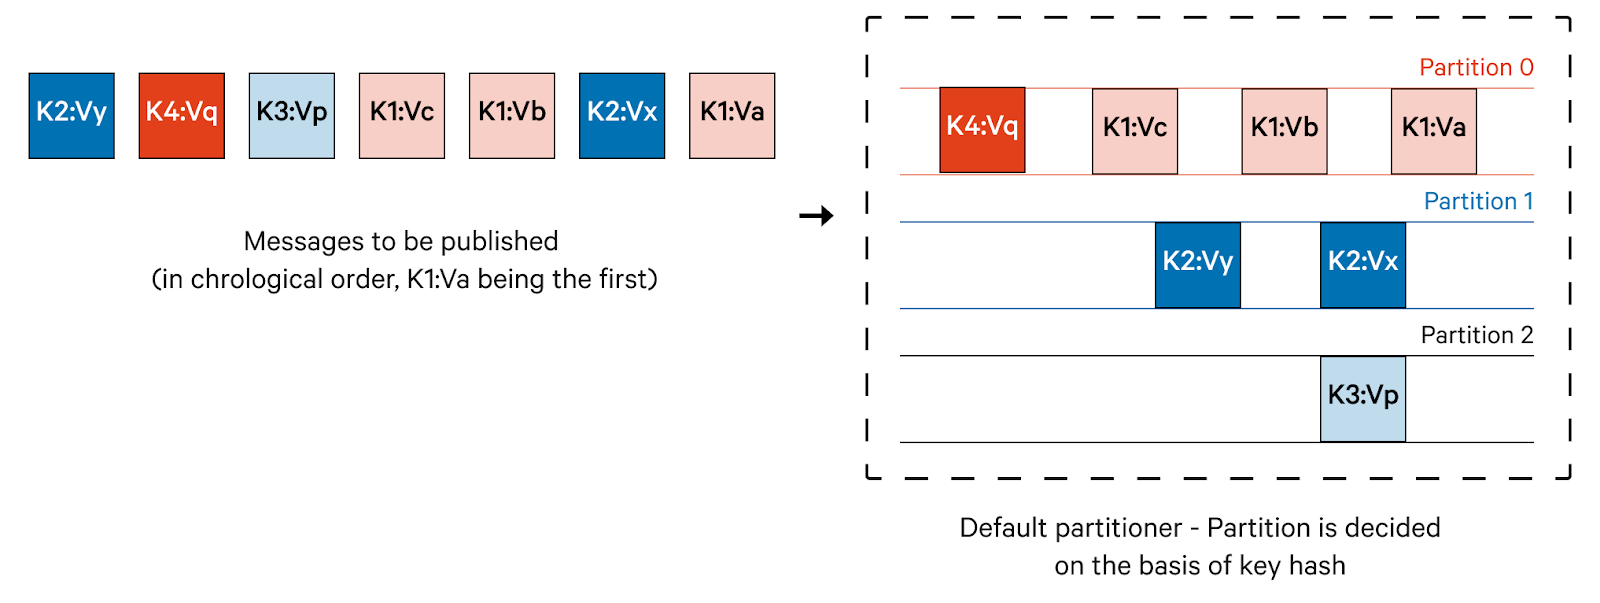 K2:Vy K4:Vq K3:Vp K1:Vc K1:Vb K2:Vx K1:Va
Messages to be published
(in chrological order, K1:Va being the first)
Partition 0
K4:Vq K1:Vc K1:Vb K1:Va
Partition 1
K2:Vy K2:Vx
Partition 2
K3:Vp
Default partitioner - Partition is decided
on the basis of key hash